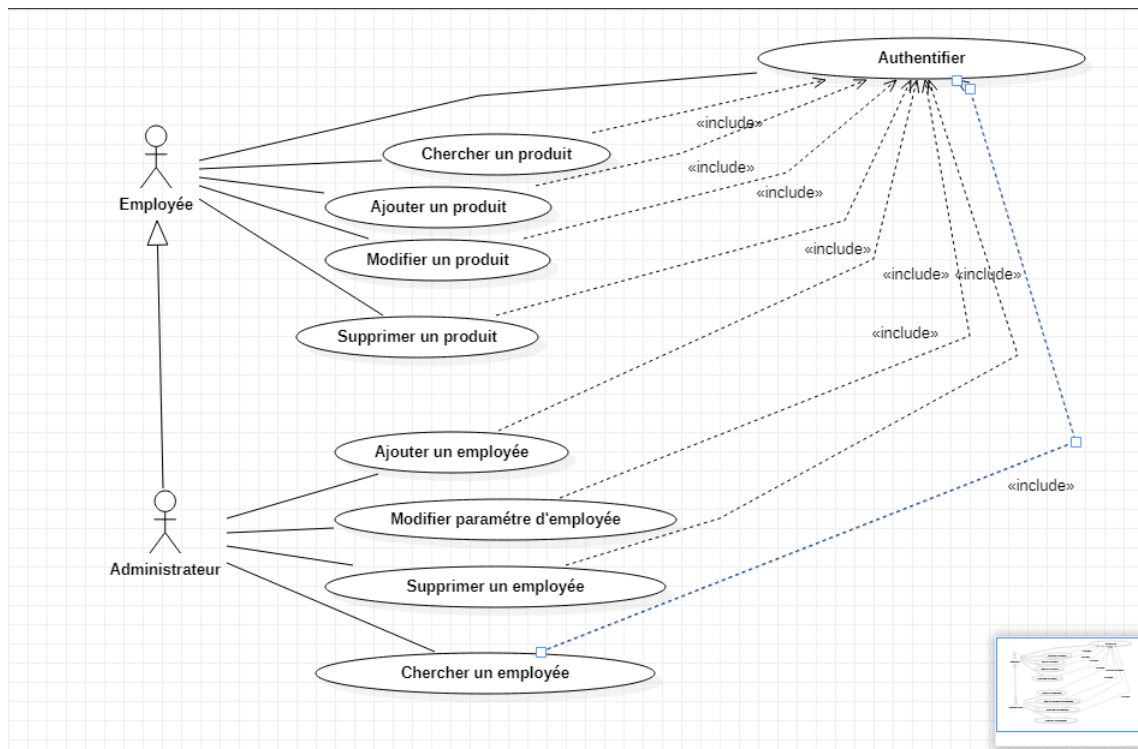 Authentifier
«include»
Chercher un produit
«include»
Employée
Ajouter un produit
«include»
Modifier un produit
«include»
«include»
«include»
Supprimer un produit
«include»
Ajouter un employée
«include»
Modifier paramétre d'employée
Administrateur
Supprimer un employée
Chercher un employée